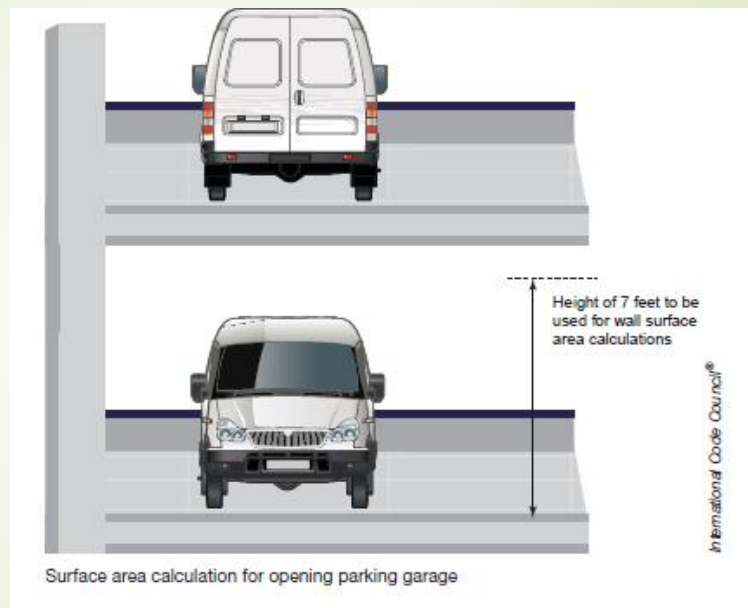 Height of 7 feet to be
used for wall surface
area calculations
International Code Council®
Surface area calculation for opening parking garage